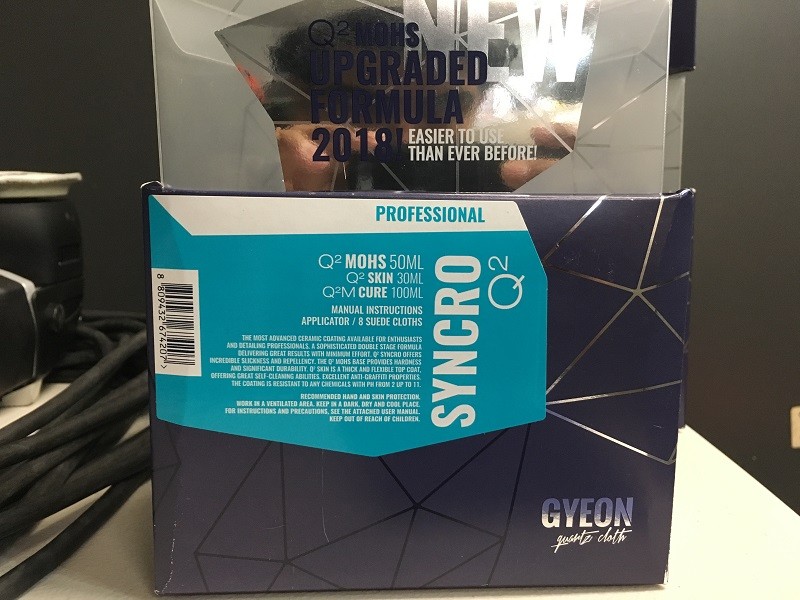 NEW
Q² MOHS
UPGRADED
FORMULA
2018!
EASIER TO USE
THAN EVER BEFORE!
PROFESSIONAL
Q² MOHS 50ML
Q² SKIN 30ML
Q²M CURE 100ML
MANUAL INSTRUCTIONS
APPLICATOR / 8 SUEDE CLOTHS
THE MOST ADVANCED CERAMIC COATING AVAILABLE FOR ENTHUSIASTS
AND DETAILING PROFESSIONALS. A SOPHISTICATED DOUBLE STAGE FORMULA
DELIVERING GREAT RESULTS WITH MINIMUM EFFORT. Q² SYNCRO OFFERS
INCREDIBLE SLICKNESS AND REPELLENCY. THE Q² MOHS BASE PROVIDES HARDNESS
AND SIGNIFICANT DURABILITY. Q² SKIN IS A THICK AND FLEXIBLE TOP COAT,
OFFERING GREAT SELF-CLEANING ABILITIES. EXCELLENT ANTI-GRAFFITI PROPERTIES.
THE COATING IS RESISTANT TO ANY CHEMICALS WITH PH FROM 2 UP TO 11.
RECOMMENDED HAND AND SKIN PROTECTION.
WORK IN A VENTILATED AREA. KEEP IN A DARK, DRY AND COOL PLACE.
FOR INSTRUCTIONS AND PRECAUTIONS, SEE THE ATTACHED USER MANUAL.
KEEP OUT OF REACH OF CHILDREN.
SYNCRO
Q²
8 809432 674207 >
GYEON
quartz cloth